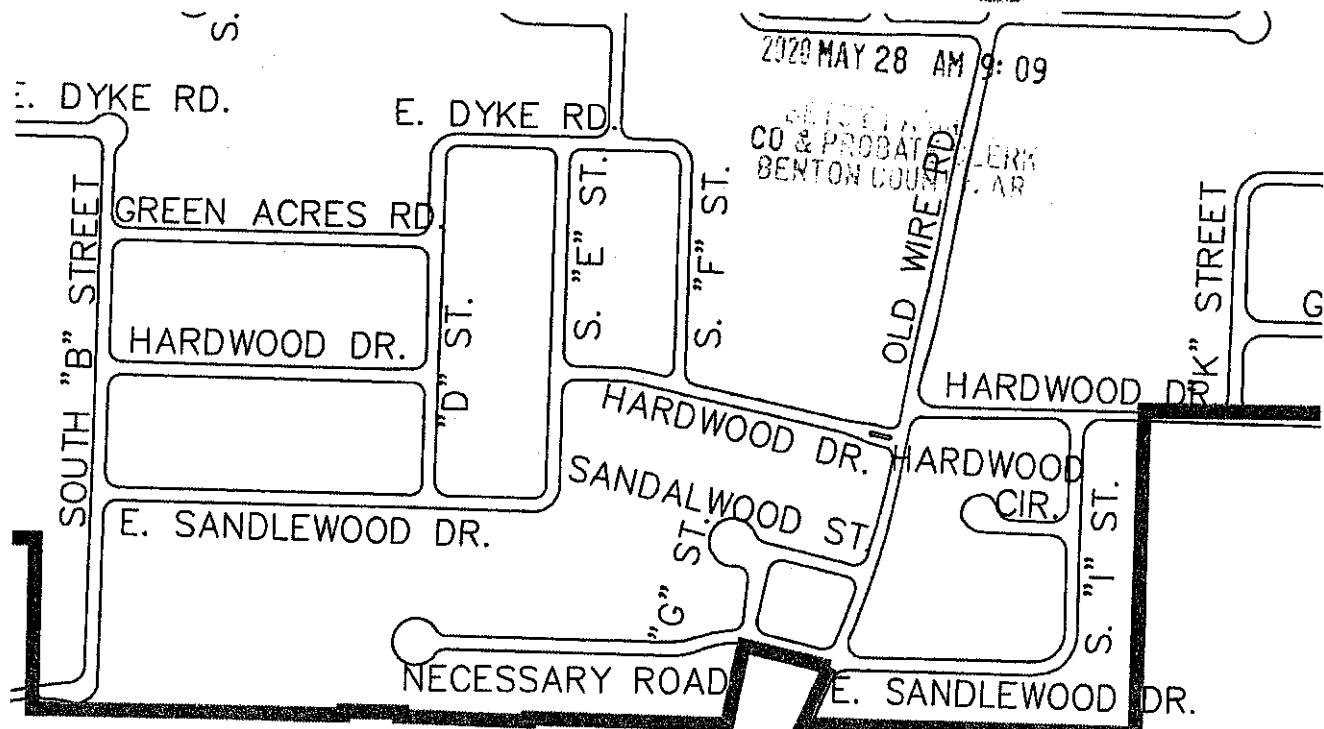 S.
2020 MAY 28 AM 9:09
E. DYKE RD.
E. DYKE RD.
CO & PROBATE CLERK
BENTON COUNTY, AR
GREEN ACRES RD.
SOUTH "B" STREET
HARDWOOD DR.
"D" ST.
S. "E" ST.
S. "F" ST.
OLD WIRE RD.
"K" STREET
G
HARDWOOD DR.
HARDWOOD DR
HARDWOOD
CIR.
SANDALWOOD ST.
E. SANDLEWOOD DR.
"G" ST.
S. "I" ST.
NECESSARY ROAD
E. SANDLEWOOD DR.